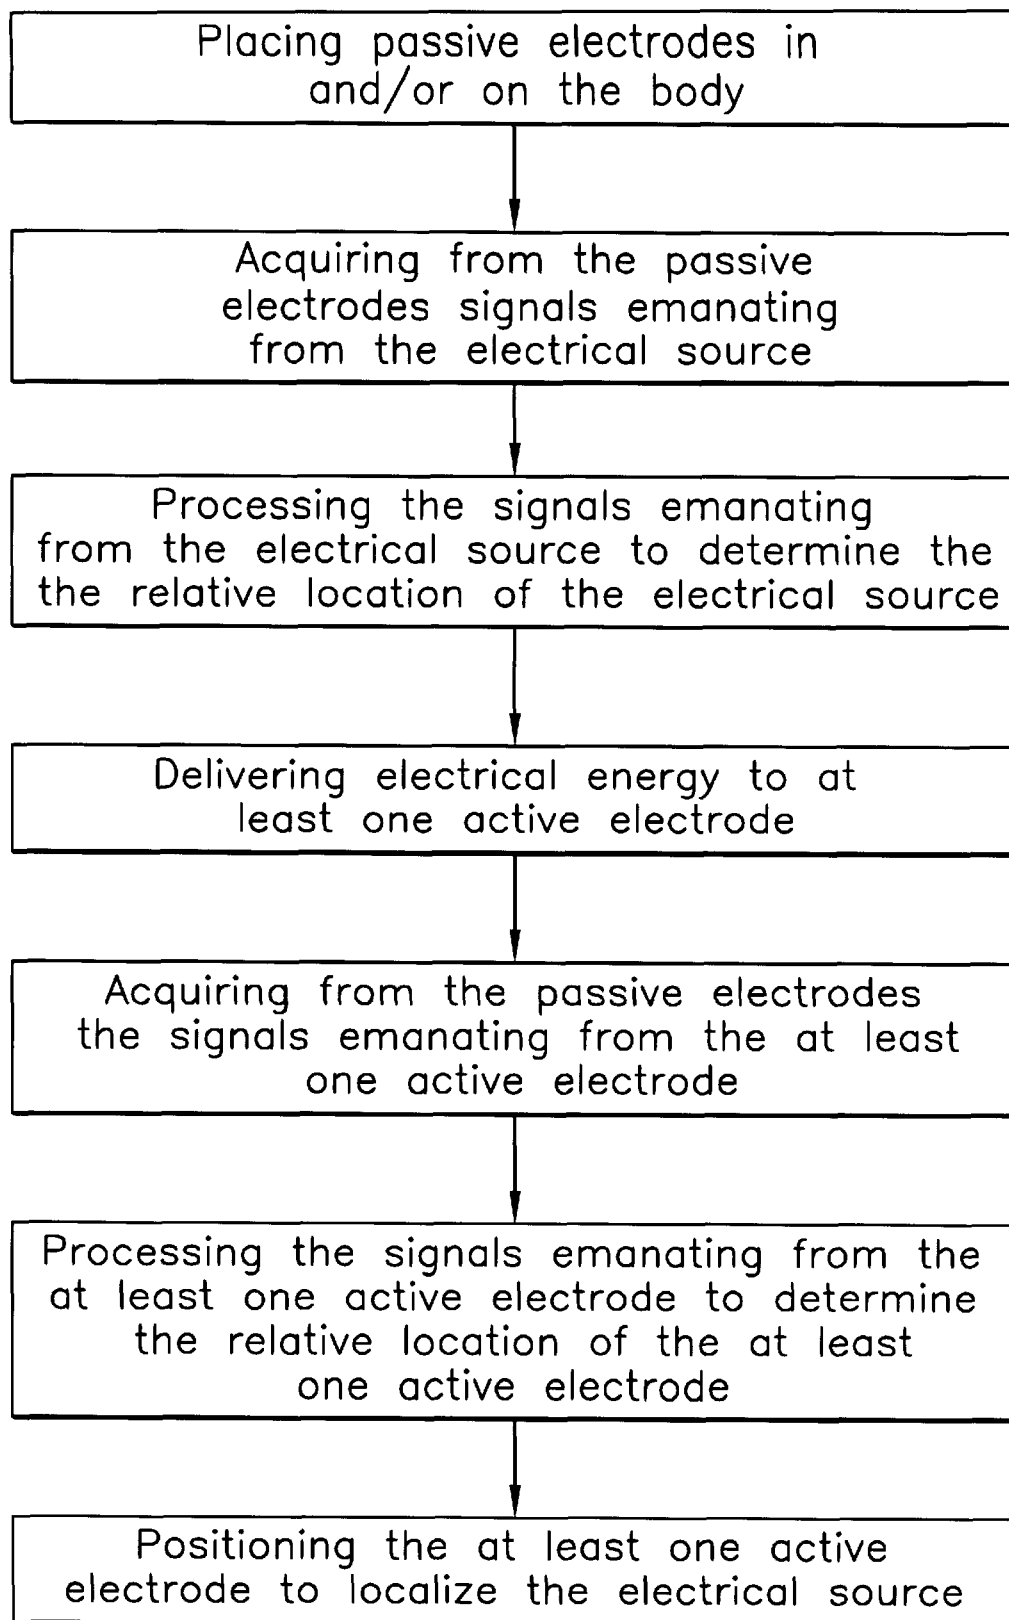 Placing passive electrodes in
and/or on the body
Acquiring from the passive
electrodes signals emanating
from the electrical source
Processing the signals emanating
from the electrical source to determine the
the relative location of the electrical source
Delivering electrical energy to at
least one active electrode
Acquiring from the passive electrodes
the signals emanating from the at least
one active electrode
Processing the signals emanating from the
at least one active electrode to determine
the relative location of the at least
one active electrode
Positioning the at least one active
electrode to localize the electrical source